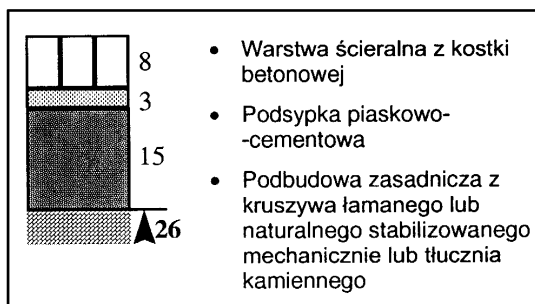 8
3
15
26
• Warstwa ścieralna z kostki
betonowej
• Podsypka piaskowo-
-cementowa
• Podbudowa zasadnicza z
kruszywa łamanego lub
naturalnego stabilizowanego
mechanicznie lub tłucznia
kamiennego